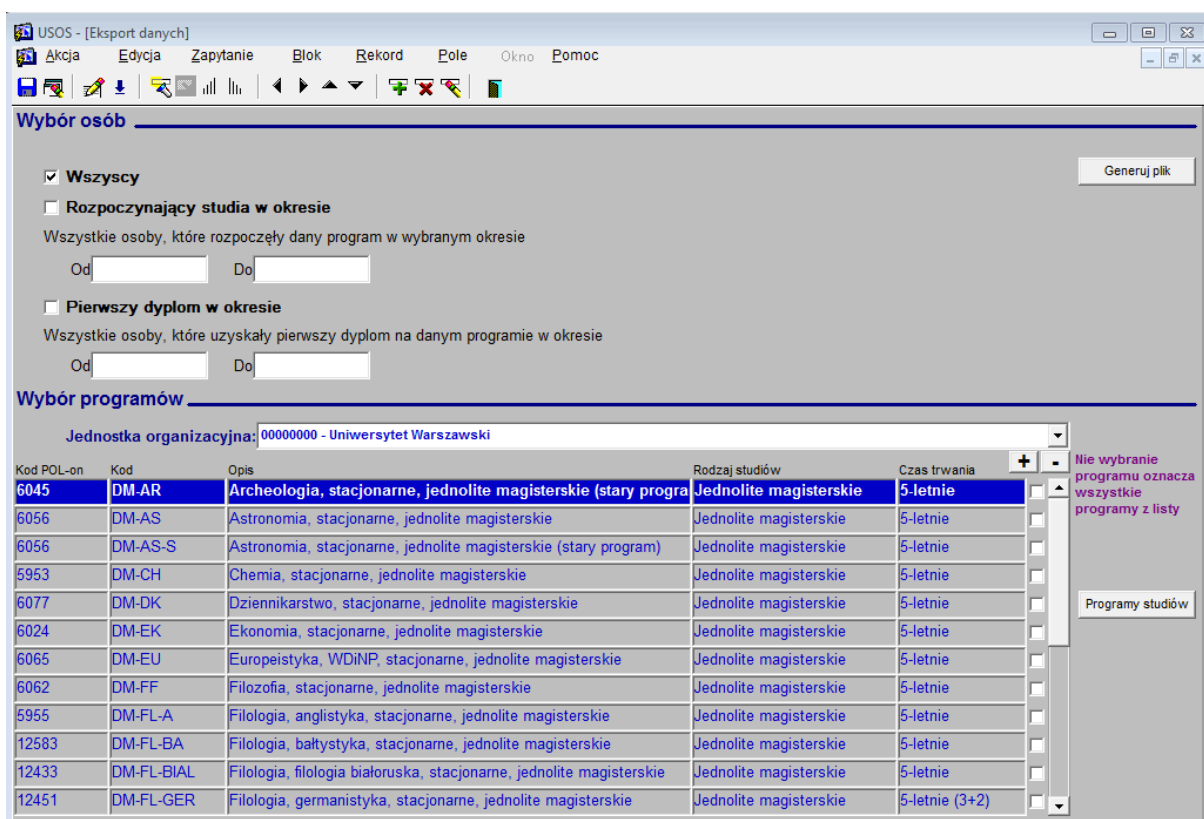 USOS - [Eksport danych]
Akcja Edycja Zapytanie Blok Rekord Pole Okno Pomoc
Wybór osób
Wszyscy
Generuj plik
Rozpoczynający studia w okresie
Wszystkie osoby, które rozpoczęły dany program w wybranym okresie
Od Do
Pierwszy dyplom w okresie
Wszystkie osoby, które uzyskały pierwszy dyplom na danym programie w okresie
Od Do
Wybór programów
Jednostka organizacyjna: 00000000 - Uniwersytet Warszawski
Kod POL-on Kod Opis Rodzaj studiów Czas trwania + -
Nie wybranie
programu oznacza
wszystkie
programy z listy
6045 DM-AR Archeologia, stacjonarne, jednolite magisterskie (stary progra Jednolite magisterskie 5-letnie
6056 DM-AS Astronomia, stacjonarne, jednolite magisterskie Jednolite magisterskie 5-letnie
6056 DM-AS-S Astronomia, stacjonarne, jednolite magisterskie (stary program) Jednolite magisterskie 5-letnie
5953 DM-CH Chemia, stacjonarne, jednolite magisterskie Jednolite magisterskie 5-letnie
6077 DM-DK Dziennikarstwo, stacjonarne, jednolite magisterskie Jednolite magisterskie 5-letnie
Programy studiów
6024 DM-EK Ekonomia, stacjonarne, jednolite magisterskie Jednolite magisterskie 5-letnie
6065 DM-EU Europeistyka, WDiNP, stacjonarne, jednolite magisterskie Jednolite magisterskie 5-letnie
6062 DM-FF Filozofia, stacjonarne, jednolite magisterskie Jednolite magisterskie 5-letnie
5955 DM-FL-A Filologia, anglistyka, stacjonarne, jednolite magisterskie Jednolite magisterskie 5-letnie
12583 DM-FL-BA Filologia, bałtystyka, stacjonarne, jednolite magisterskie Jednolite magisterskie 5-letnie
12433 DM-FL-BIAL Filologia, filologia białoruska, stacjonarne, jednolite magisterskie Jednolite magisterskie 5-letnie
12451 DM-FL-GER Filologia, germanistyka, stacjonarne, jednolite magisterskie Jednolite magisterskie 5-letnie (3+2)